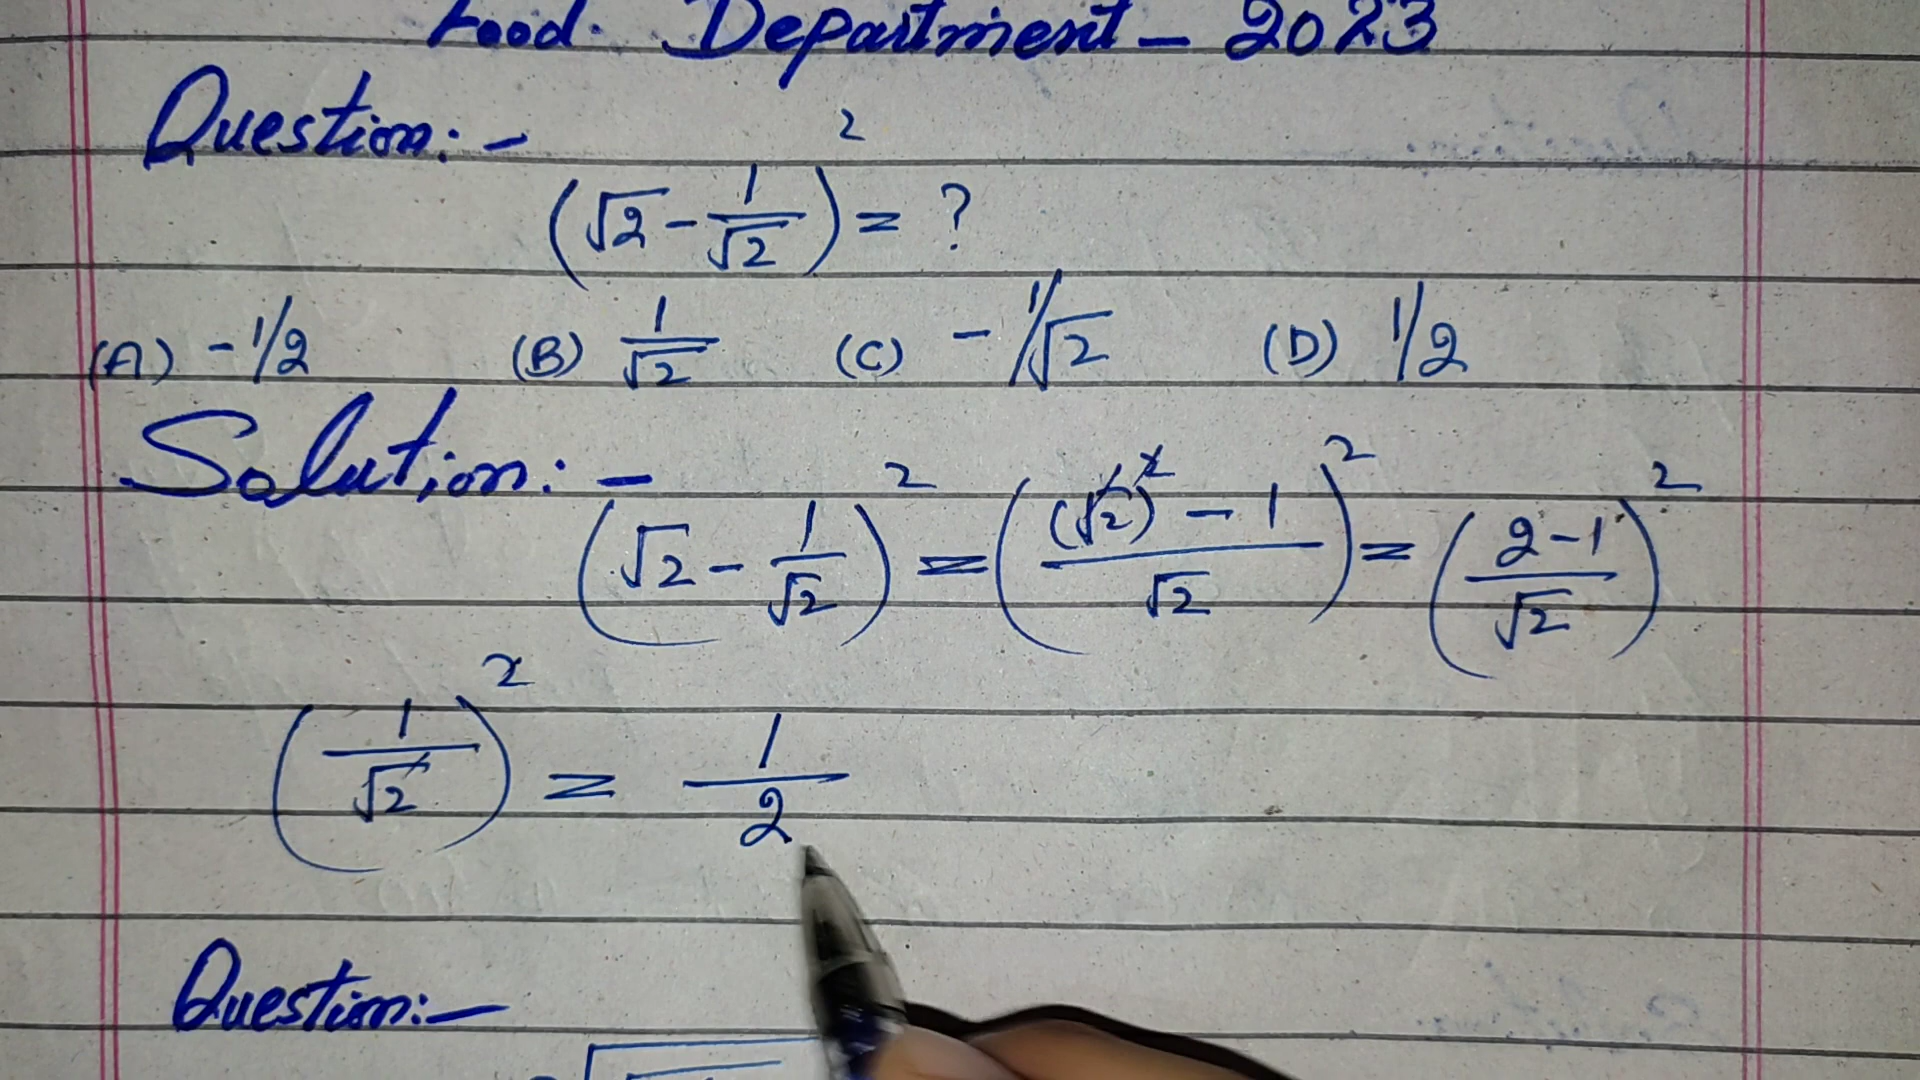 Food. Department - 2023
Question:-
(√2 - 1/√2)² = ?
(A) -1/2 (B) 1/√2 (C) -1/√2 (D) 1/2
Solution:-
(√2 - 1/√2)² = (((√2)² - 1)/√2)² = ((2-1)/√2)²
(1/√2)² = 1/2
Question:-